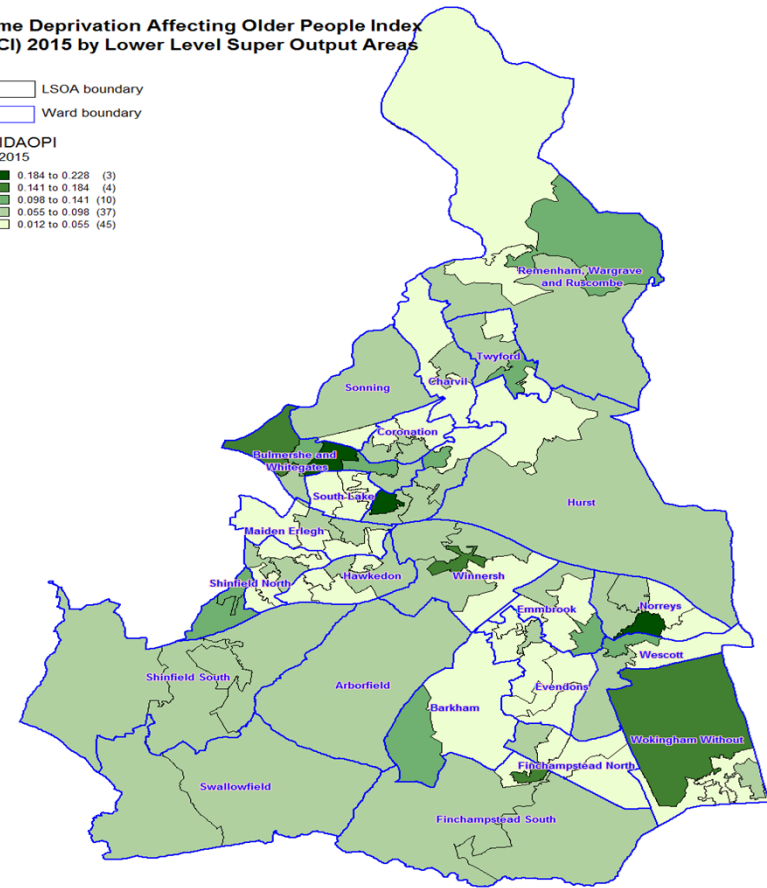 me Deprivation Affecting Older People Index
CI) 2015 by Lower Level Super Output Areas
LSOA boundary
Ward boundary
IDAOPI
2015
0.184 to 0.228 (3)
0.141 to 0.184 (4)
0.098 to 0.141 (10)
0.055 to 0.098 (37)
0.012 to 0.055 (45)
Remenham, Wargrave
and Ruscombe
Twyford
Charvil
Sonning
Coronation
Bulmershe and
Whitegates
South Lake
Hurst
Maiden Erlegh
Shinfield North
Hawkedon
Winnersh
Emmbrook
Norreys
Wescott
Shinfield South
Arborfield
Evendons
Barkham
Wokingham Without
Finchampstead North
Swallowfield
Finchampstead South